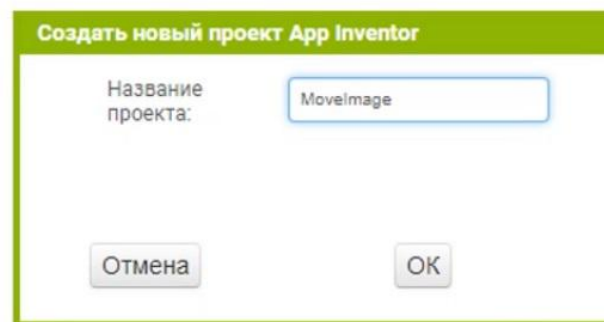 Создать новый проект App Inventor
Название
проекта:
MoveImage
Отмена
OK